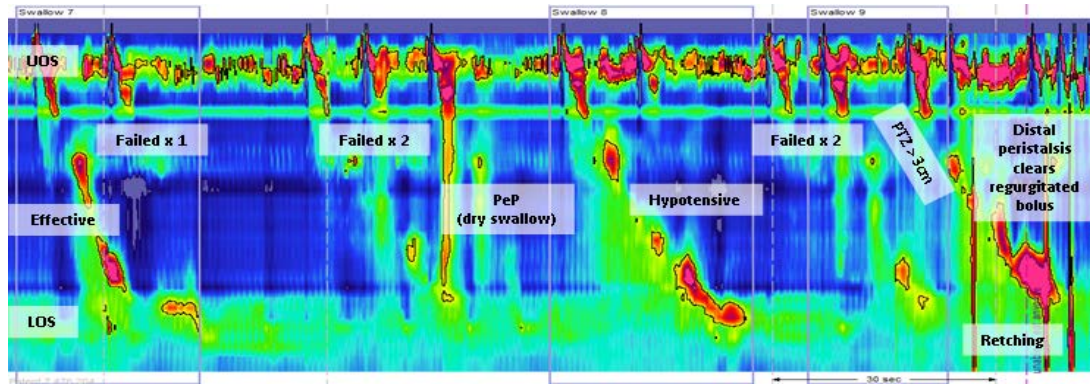 Swallow 7
Swallow 8
Swallow 9
UOS
Failed x 1
Failed x 2
Failed x 2
PTZ > 3cm
Distal
peristalsis
clears
regurgitated
bolus
Effective
PeP
(dry swallow)
Hypotensive
LOS
Retching
30 sec